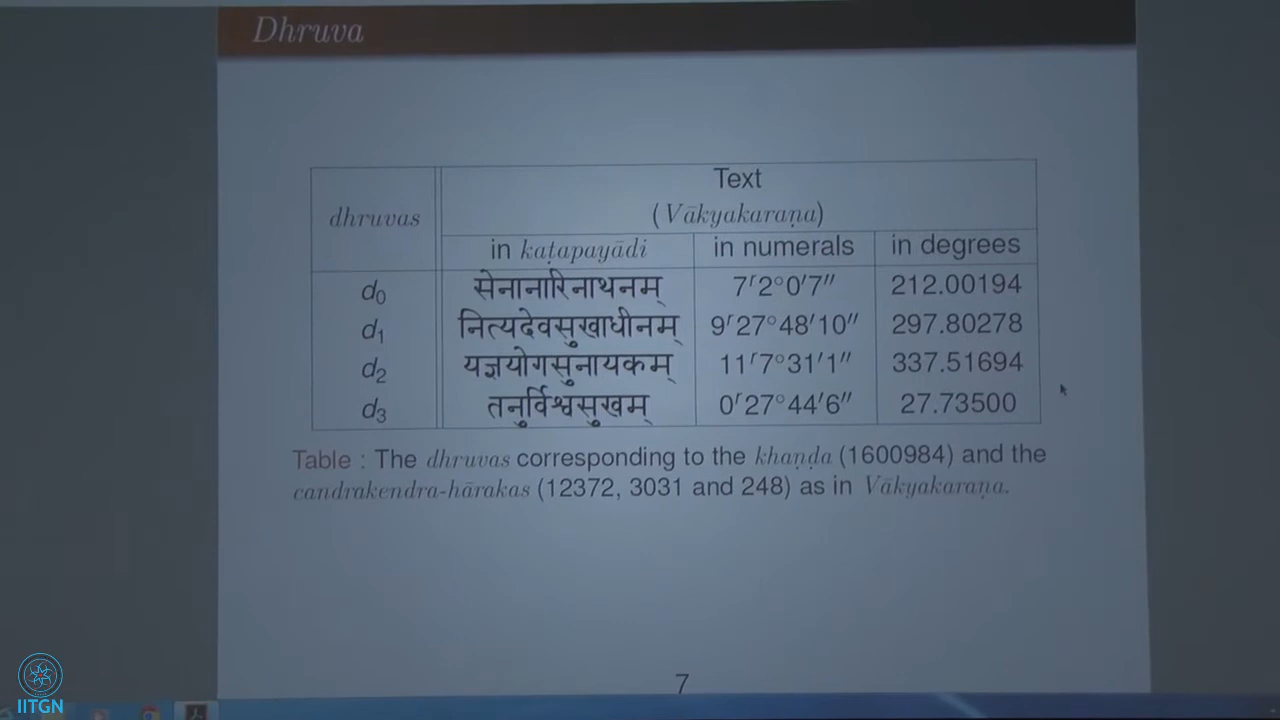 Dhruva
dhruvas
Text
(Vākyakaraṇa)
in kaṭapayādi in numerals in degrees
d₀ सेनानारिनाथनम् 7ʳ2°0′7″ 212.00194
d₁ नित्यदेवसुखाधीनम् 9ʳ27°48′10″ 297.80278
d₂ यज्ञयोगसुनायकम् 11ʳ7°31′1″ 337.51694
d₃ तनुर्विश्वसुखम् 0ʳ27°44′6″ 27.73500
Table : The dhruvas corresponding to the khaṇḍa (1600984) and the
candrakendra-hārakas (12372, 3031 and 248) as in Vākyakaraṇa.
7
IITGN